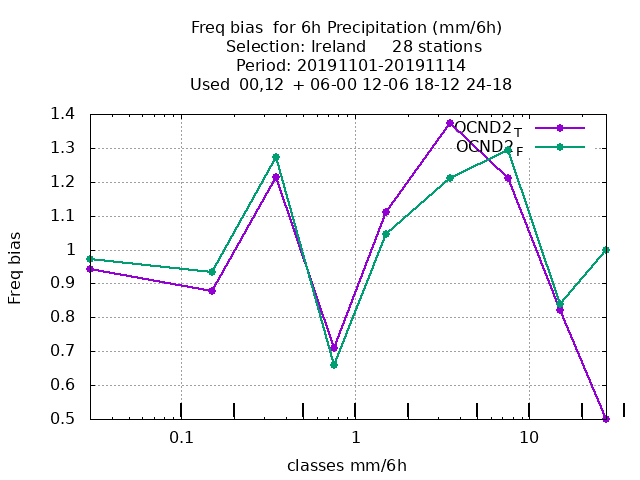 Freq bias  for 6h Precipitation (mm/6h)
Selection: Ireland     28 stations
Period: 20191101-20191114
Used  00,12  + 06-00 12-06 18-12 24-18
OCND2T
OCND2F
1.4
1.3
1.2
1.1
1
0.9
0.8
0.7
0.6
0.5
Freq bias
0.1
1
10
classes mm/6h